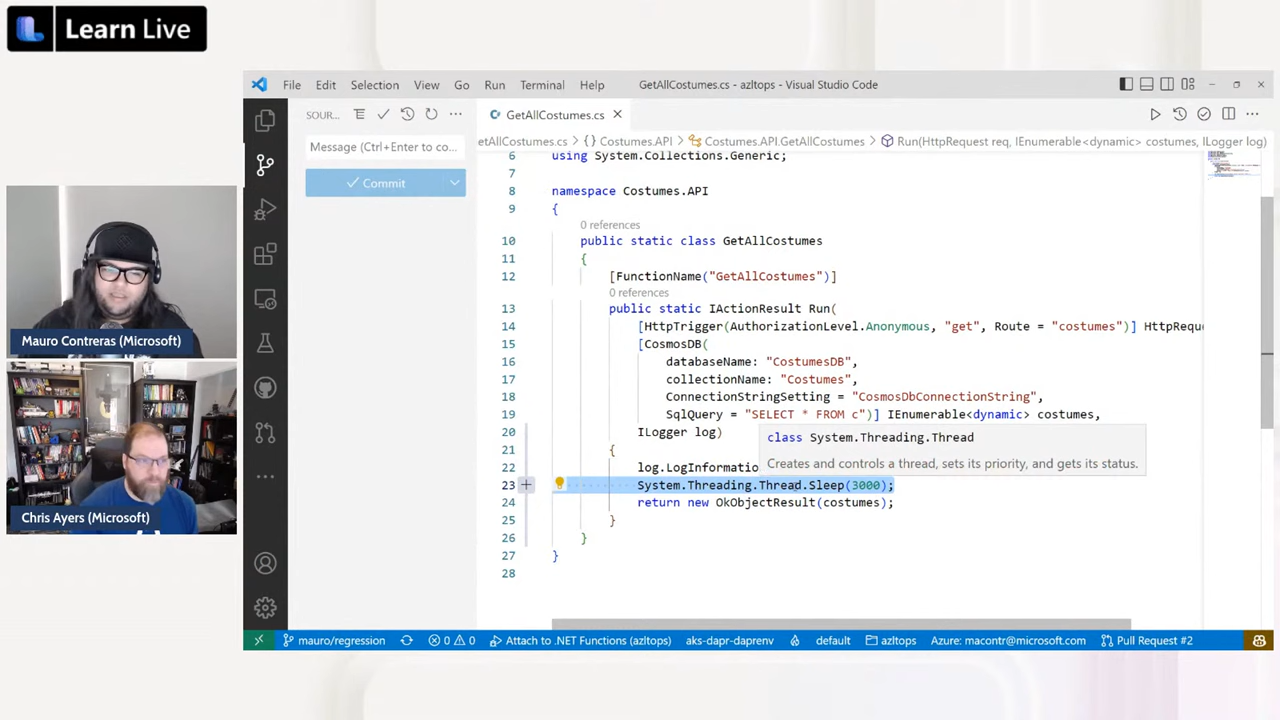 Learn Live
File Edit Selection View Go Run Terminal Help
GetAllCostumes.cs - azltops - Visual Studio Code
SOUR...
GetAllCostumes.cs
Message (Ctrl+Enter to co...
etAllCostumes.cs > {} Costumes.API > Costumes.API.GetAllCostumes > Run(HttpRequest req, IEnumerable<dynamic> costumes, ILogger log)
Commit
6 using System.Collections.Generic;
7
8 namespace Costumes.API
9 {
0 references
10 public static class GetAllCostumes
11 {
12 [FunctionName("GetAllCostumes")]
0 references
13 public static IActionResult Run(
14 [HttpTrigger(AuthorizationLevel.Anonymous, "get", Route = "costumes")] HttpReque
15 [CosmosDB(
16 databaseName: "CostumesDB",
17 collectionName: "Costumes",
18 ConnectionStringSetting = "CosmosDbConnectionString",
19 SqlQuery = "SELECT * FROM c")] IEnumerable<dynamic> costumes,
20 ILogger log)
class System.Threading.Thread
21 {
Creates and controls a thread, sets its priority, and gets its status.
22 log.LogInformatio
23 System.Threading.Thread.Sleep(3000);
24 return new OkObjectResult(costumes);
25 }
26 }
27 }
28
Mauro Contreras (Microsoft)
Chris Ayers (Microsoft)
mauro/regression 0 0 Attach to .NET Functions (azltops) aks-dapr-daprenv default azltops Azure: macontr@microsoft.com Pull Request #2